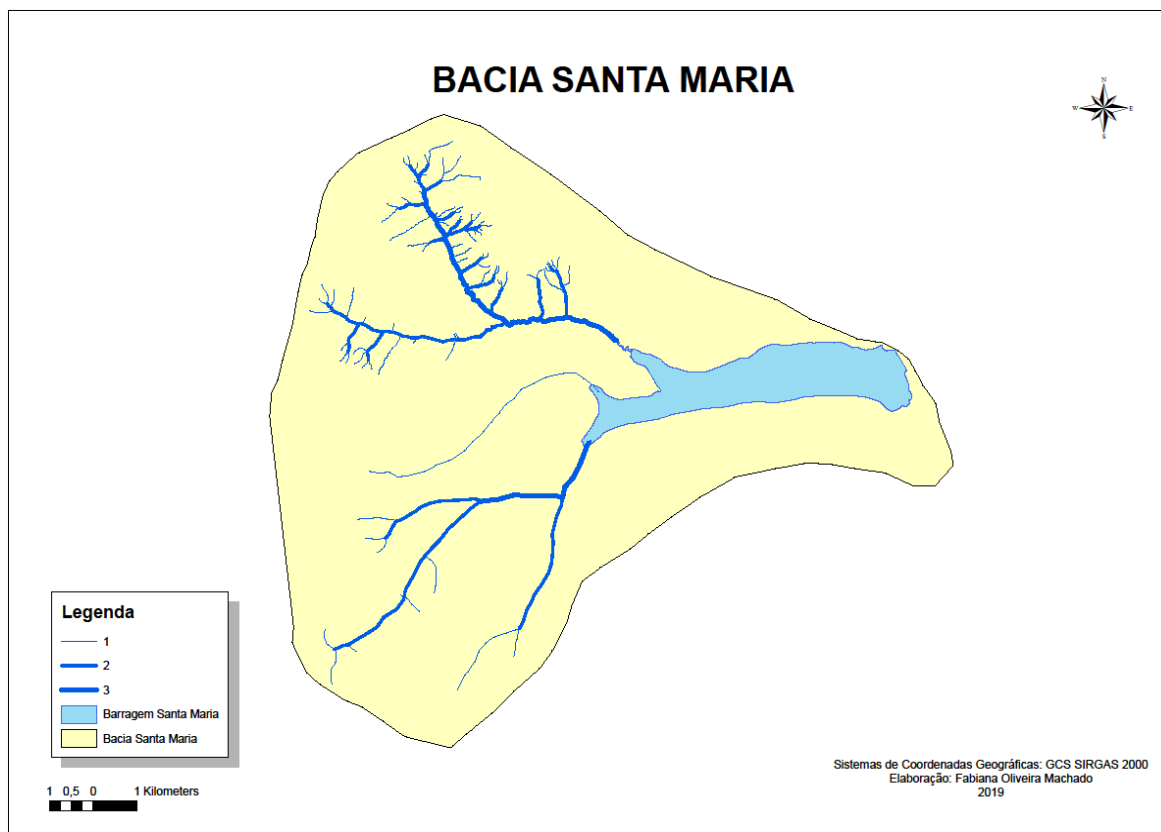 BACIA SANTA MARIA
N
W
E
S
Legenda
1
2
3
Barragem Santa Maria
Bacia Santa Maria
1 0,5 0 1 Kilometers
Sistemas de Coordenadas Geográficas: GCS SIRGAS 2000
Elaboração: Fabiana Oliveira Machado
2019